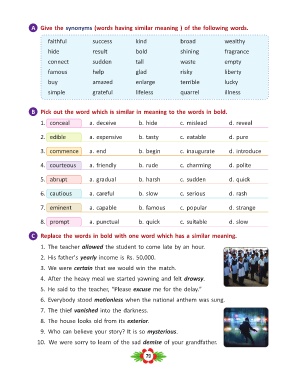 A Give the synonyms (words having similar meaning ) of the following words.
faithful success kind broad wealthy
hide result bold shining fragrance
connect sudden tall waste empty
famous help glad risky liberty
buy amazed enlarge terrible lucky
simple grateful lifeless quarrel illness
B Pick out the word which is similar in meaning to the words in bold.
1. conceal a. deceive b. hide c. mislead d. reveal
2. edible a. expensive b. tasty c. eatable d. pure
3. commence a. end b. begin c. inaugurate d. introduce
4. courteous a. friendly b. rude c. charming d. polite
5. abrupt a. gradual b. harsh c. sudden d. quick
6. cautious a. careful b. slow c. serious d. rash
7. eminent a. capable b. famous c. popular d. strange
8. prompt a. punctual b. quick c. suitable d. slow
C Replace the words in bold with one word which has a similar meaning.
1. The teacher allowed the student to come late by an hour.
2. His father's yearly income is Rs. 50,000.
3. We were certain that we would win the match.
4. After the heavy meal we started yawning and felt drowsy.
5. He said to the teacher, "Please excuse me for the delay."
6. Everybody stood motionless when the national anthem was sung.
7. The thief vanished into the darkness.
8. The house looks old from its exterior.
9. Who can believe your story? It is so mysterious.
10. We were sorry to learn of the sad demise of your grandfather.
70